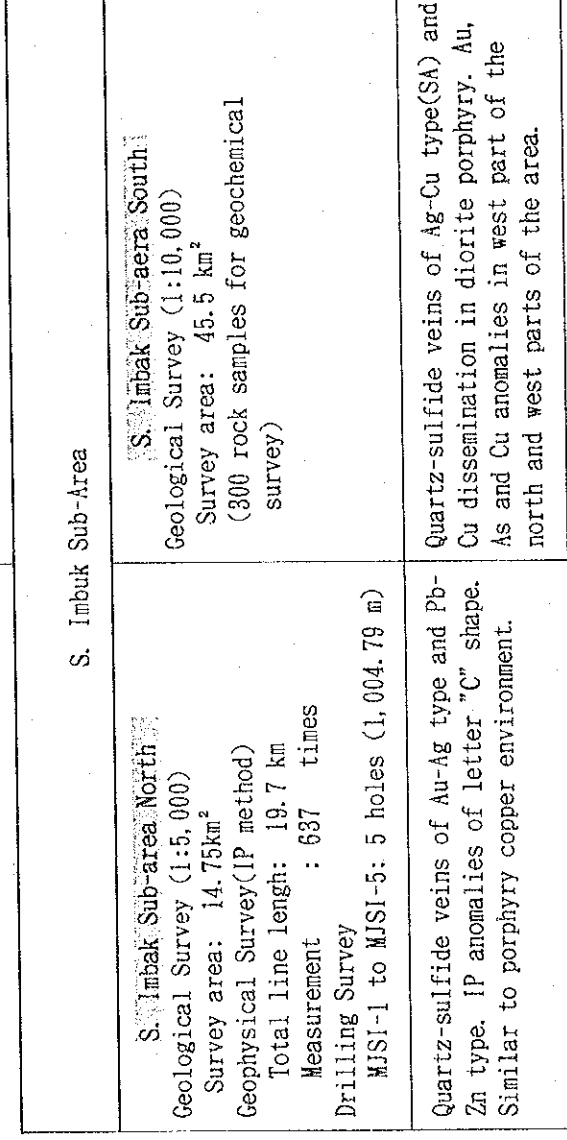 S. Imbuk Sub-Area
S. Imbak Sub-area North
Geological Survey (1:5,000)
Survey area: 14.75km²
Geophysical Survey(IP method)
Total line lengh: 19.7 km
Measurement : 637 times
Drilling Survey
MJSI-1 to MJSI-5: 5 holes (1,004.79 m)
S. Imbak Sub-aera South
Geological Survey (1:10,000)
Survey area: 45.5 km²
(300 rock samples for geochemical
survey)
Quartz-sulfide veins of Au-Ag type and Pb-
Zn type. IP anomalies of letter "C" shape.
Similar to porphyry copper environment.
Quartz-sulfide veins of Ag-Cu type(SA) and
Cu dissemination in diorite porphyry. Au,
As and Cu anomalies in west part of the
north and west parts of the area.